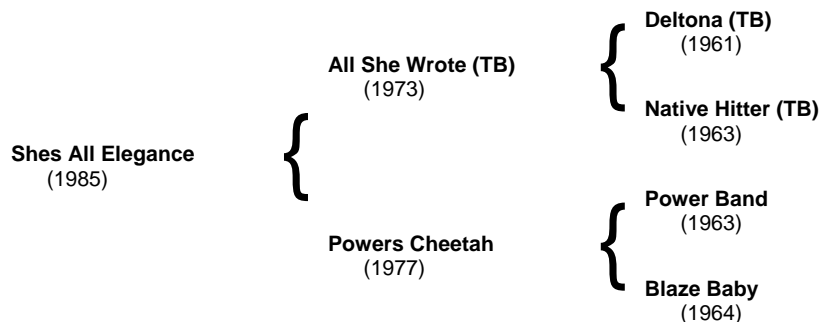 Deltona (TB)
(1961)
All She Wrote (TB)
(1973)
Native Hitter (TB)
(1963)
Shes All Elegance
(1985)
Power Band
(1963)
Powers Cheetah
(1977)
Blaze Baby
(1964)